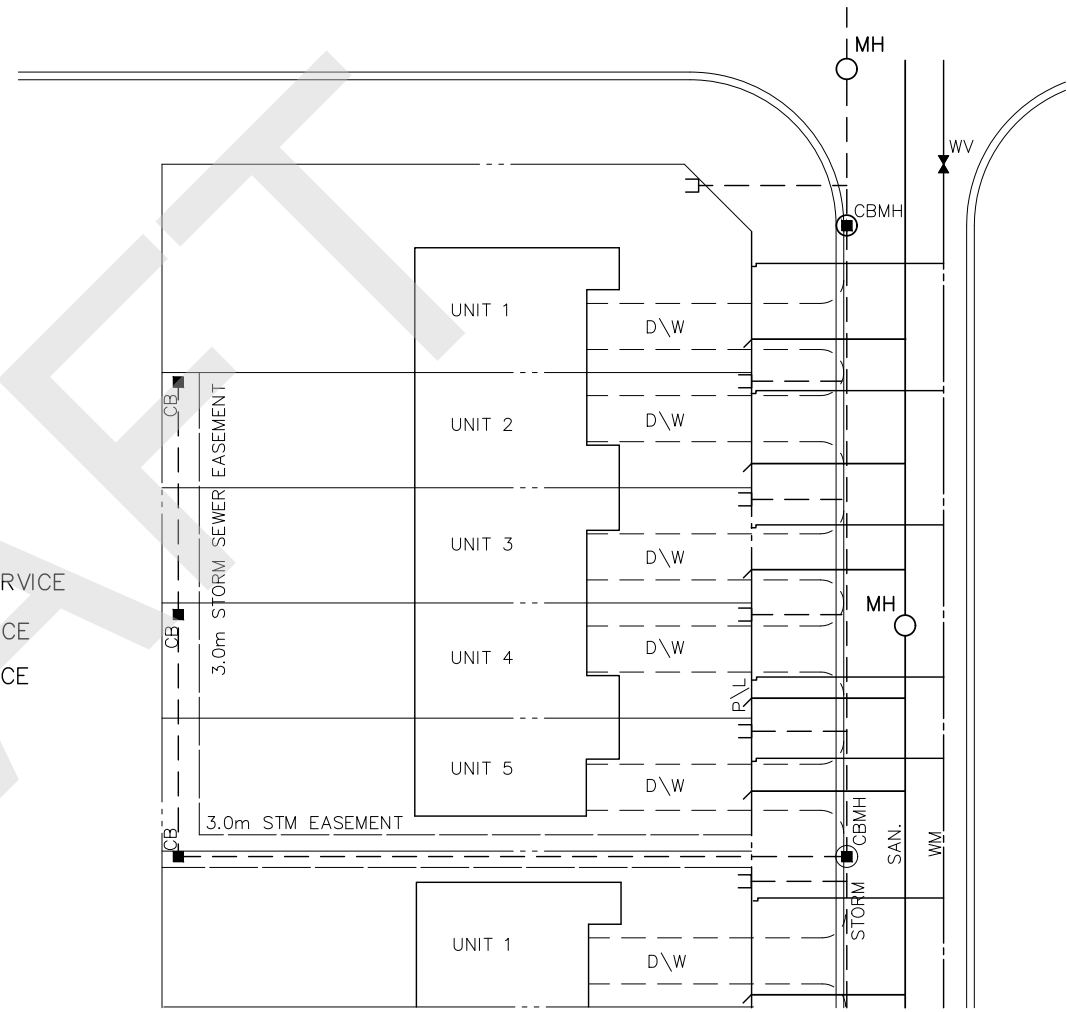 MH
WV
CBMH
UNIT 1
D\W
CB
3.0m STORM SEWER EASEMENT
UNIT 2
D\W
UNIT 3
D\W
RVICE
CE
CB
MH
UNIT 4
D\W
CE
P\L
UNIT 5
D\W
3.0m STM EASEMENT
CB
CBMH
SAN.
WM
STORM
UNIT 1
D\W
AFT